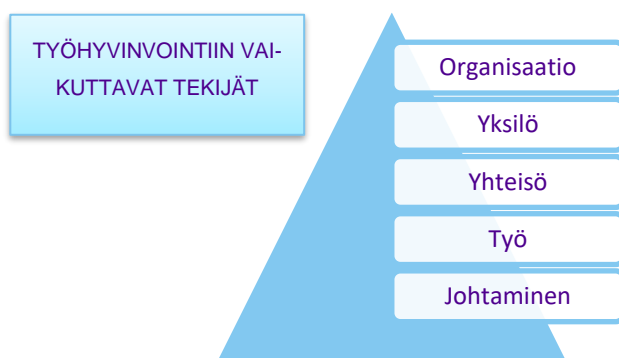 TYÖHYVINVOINTIIN VAI-
KUTTAVAT TEKIJÄT
Organisaatio
Yksilö
Yhteisö
Työ
Johtaminen